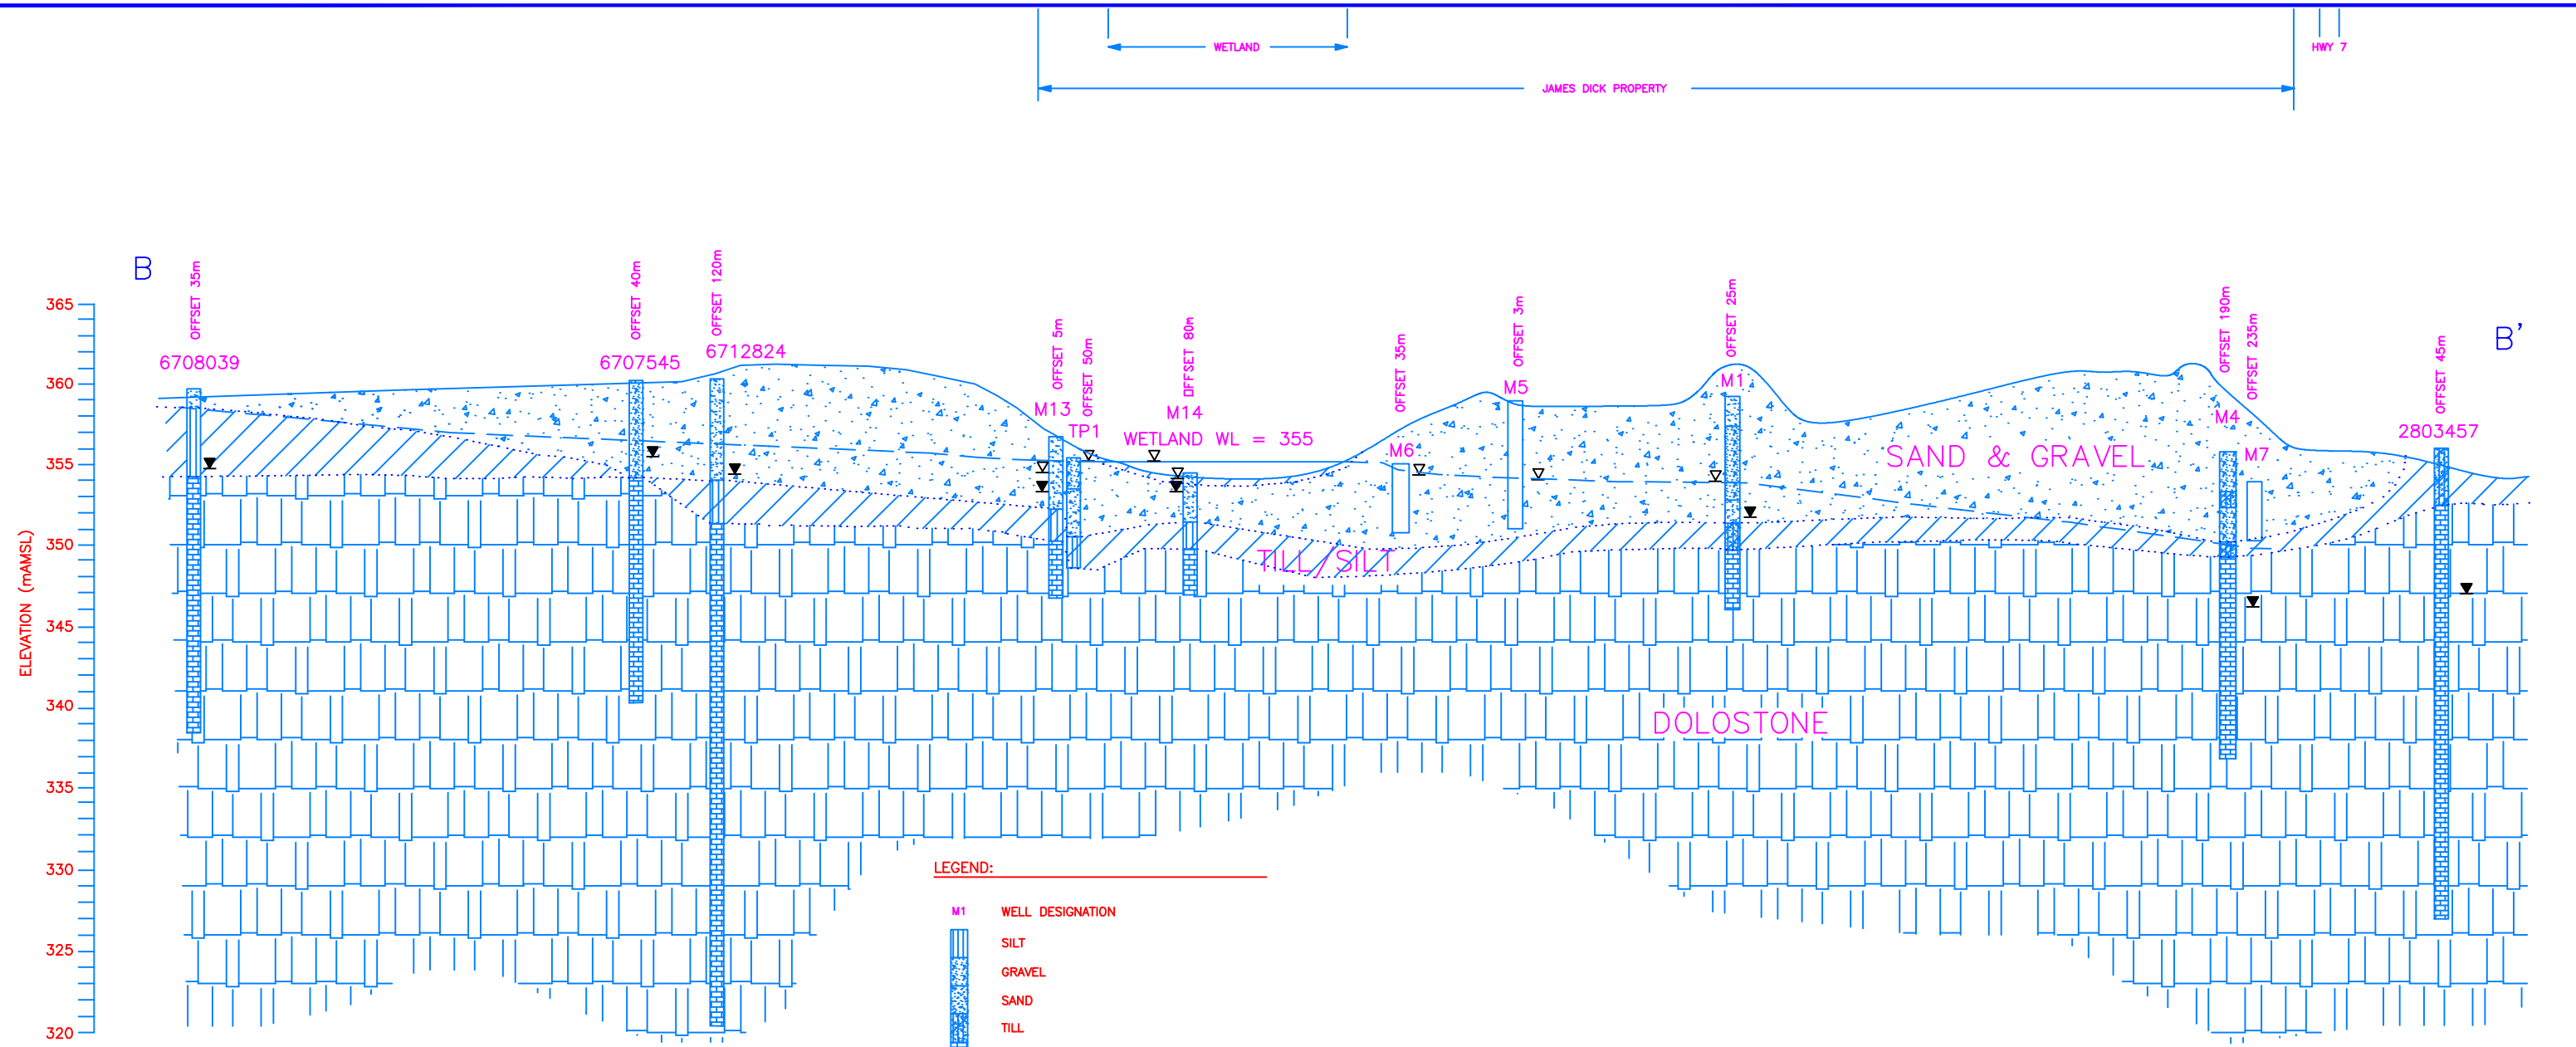 WETLAND
HWY 7
JAMES DICK PROPERTY
B
B'
OFFSET 35m
6708039
OFFSET 40m
6707545
OFFSET 120m
6712824
OFFSET 5m
M13
OFFSET 50m
TP1
OFFSET 80m
M14
WETLAND WL = 355
OFFSET 35m
M6
OFFSET 3m
M5
OFFSET 25m
M1
OFFSET 190m
M4
OFFSET 235m
M7
OFFSET 45m
2803457
SAND & GRAVEL
TILL/SILT
DOLOSTONE
ELEVATION (mAMSL)
365
360
355
350
345
340
335
330
325
320
LEGEND:
M1 WELL DESIGNATION
SILT
GRAVEL
SAND
TILL